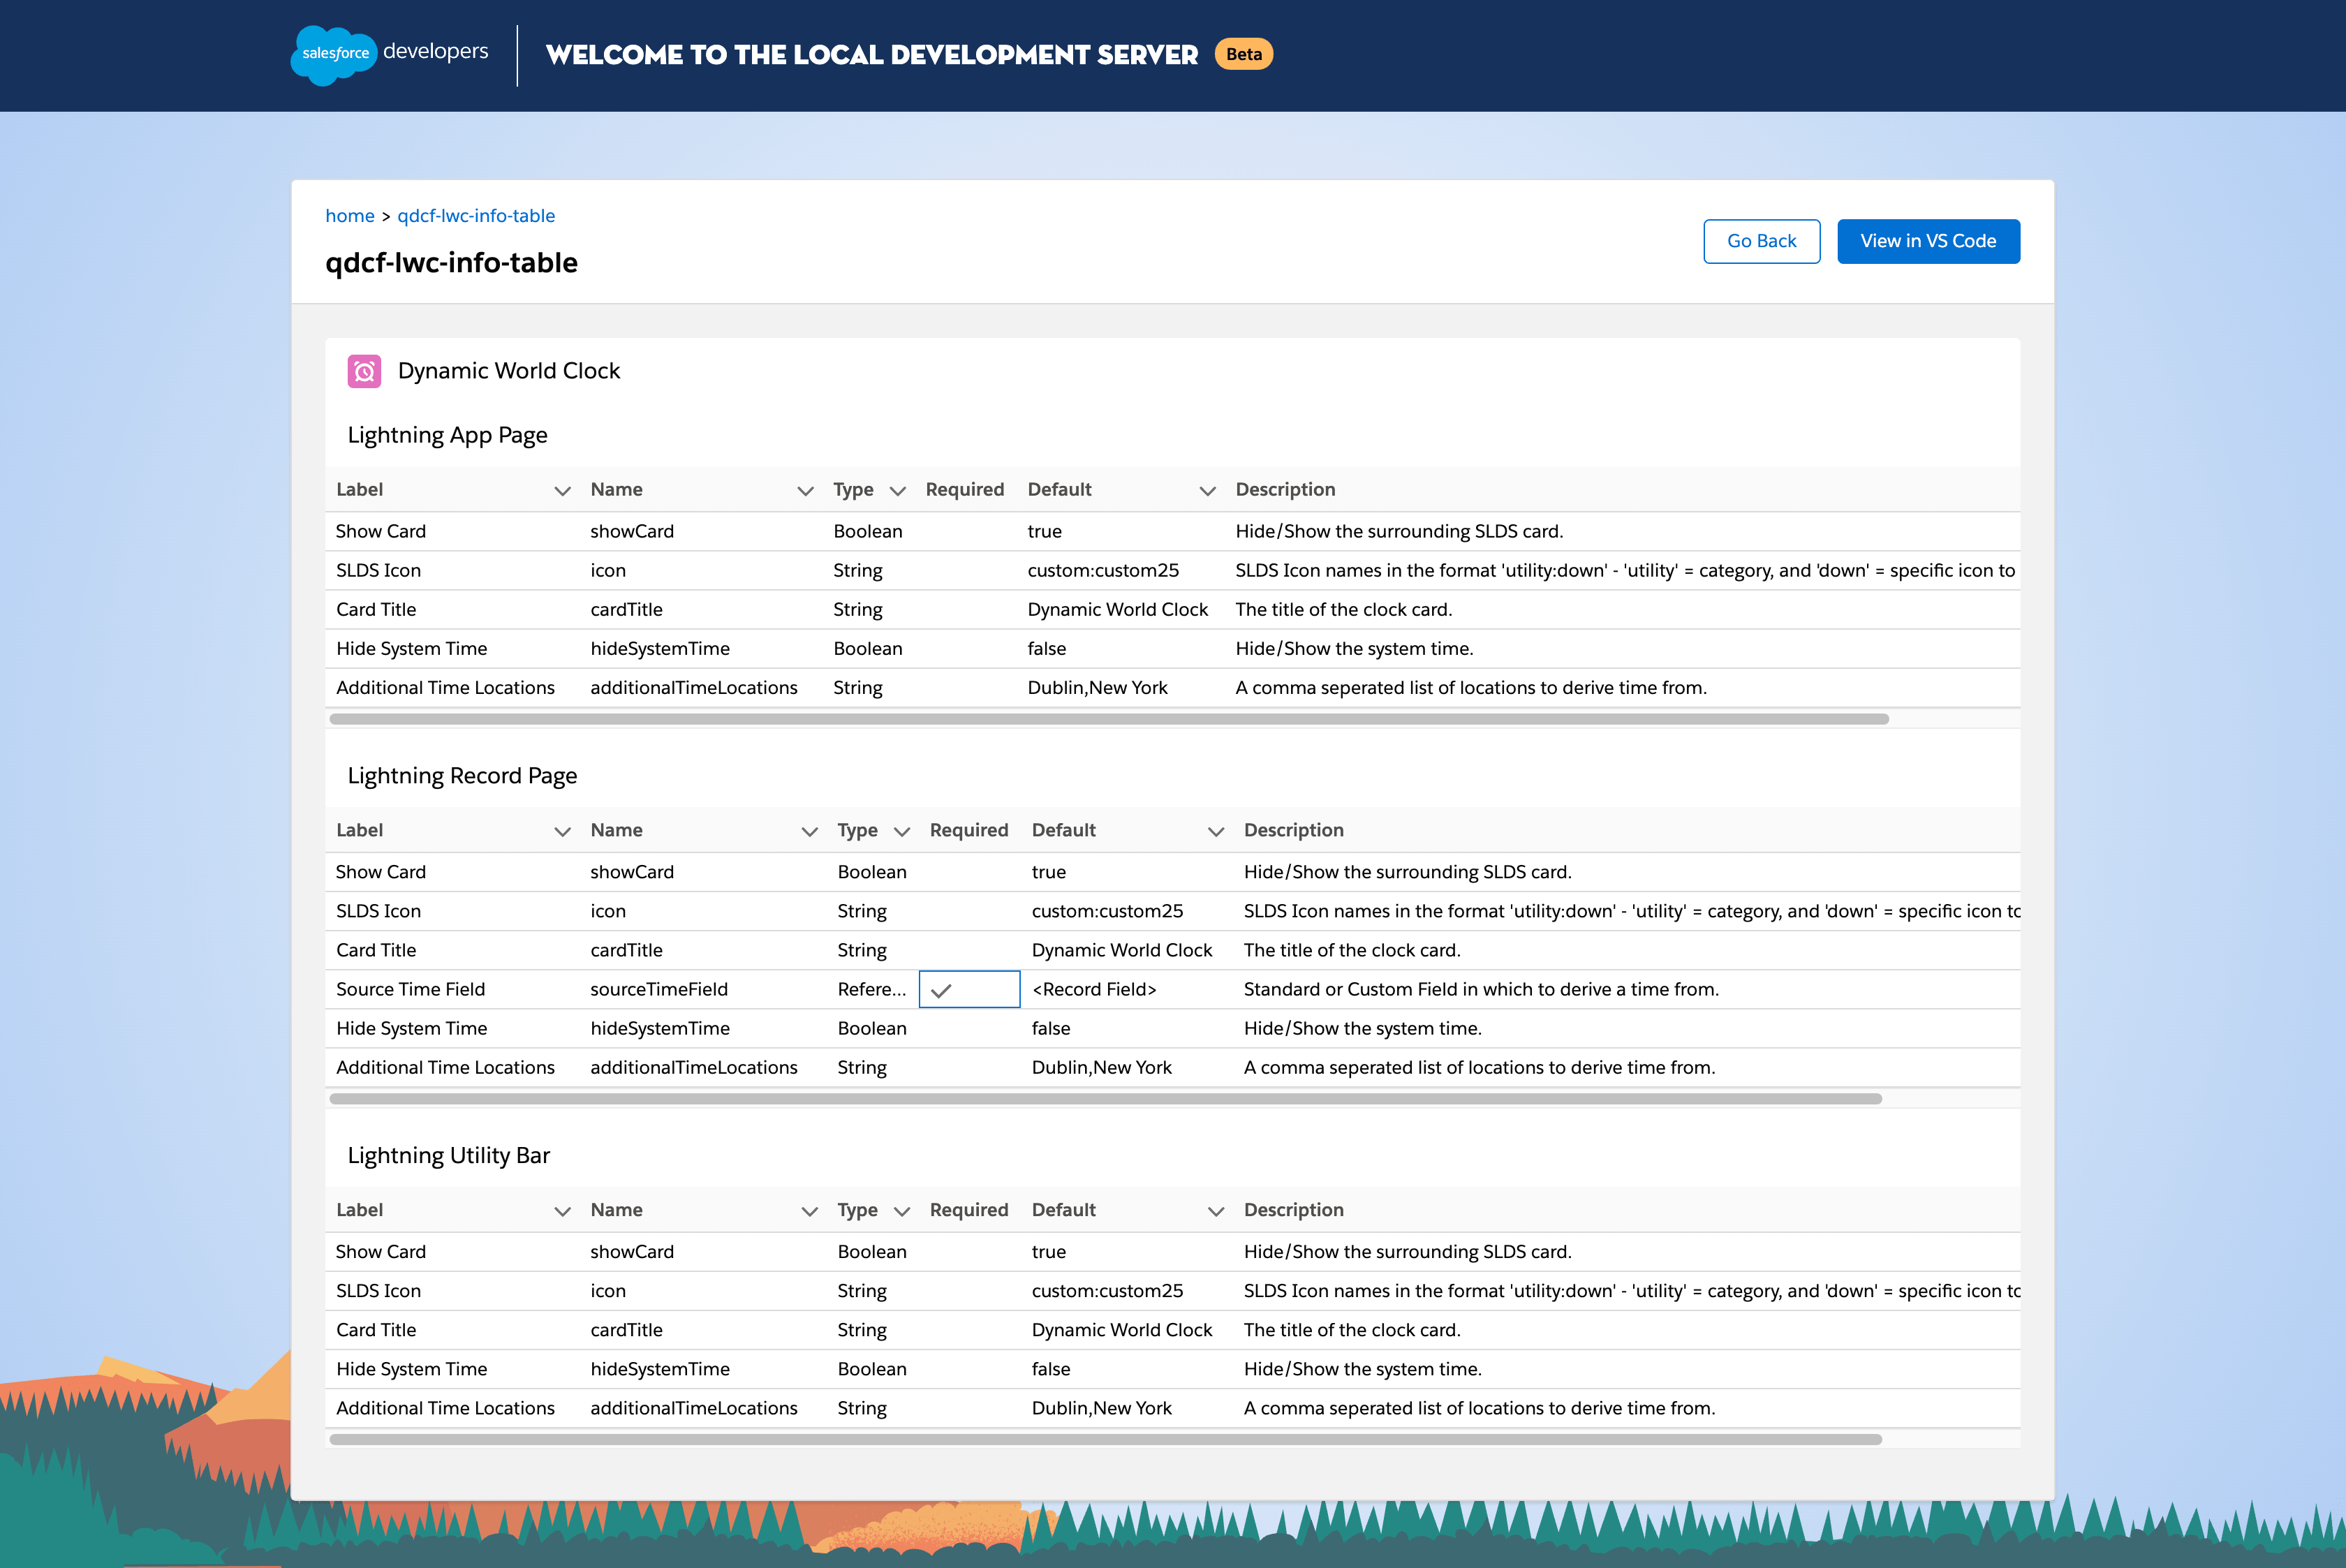 salesforce developers WELCOME TO THE LOCAL DEVELOPMENT SERVER Beta
home > qdcf-lwc-info-table
qdcf-lwc-info-table
Go Back View in VS Code
Dynamic World Clock
Lightning App Page
Label Name Type Required Default Description
Show Card showCard Boolean true Hide/Show the surrounding SLDS card.
SLDS Icon icon String custom:custom25 SLDS Icon names in the format 'utility:down' - 'utility' = category, and 'down' = specific icon to
Card Title cardTitle String Dynamic World Clock The title of the clock card.
Hide System Time hideSystemTime Boolean false Hide/Show the system time.
Additional Time Locations additionalTimeLocations String Dublin,New York A comma seperated list of locations to derive time from.
Lightning Record Page
Label Name Type Required Default Description
Show Card showCard Boolean true Hide/Show the surrounding SLDS card.
SLDS Icon icon String custom:custom25 SLDS Icon names in the format 'utility:down' - 'utility' = category, and 'down' = specific icon to
Card Title cardTitle String Dynamic World Clock The title of the clock card.
Source Time Field sourceTimeField Refere... <Record Field> Standard or Custom Field in which to derive a time from.
Hide System Time hideSystemTime Boolean false Hide/Show the system time.
Additional Time Locations additionalTimeLocations String Dublin,New York A comma seperated list of locations to derive time from.
Lightning Utility Bar
Label Name Type Required Default Description
Show Card showCard Boolean true Hide/Show the surrounding SLDS card.
SLDS Icon icon String custom:custom25 SLDS Icon names in the format 'utility:down' - 'utility' = category, and 'down' = specific icon to
Card Title cardTitle String Dynamic World Clock The title of the clock card.
Hide System Time hideSystemTime Boolean false Hide/Show the system time.
Additional Time Locations additionalTimeLocations String Dublin,New York A comma seperated list of locations to derive time from.